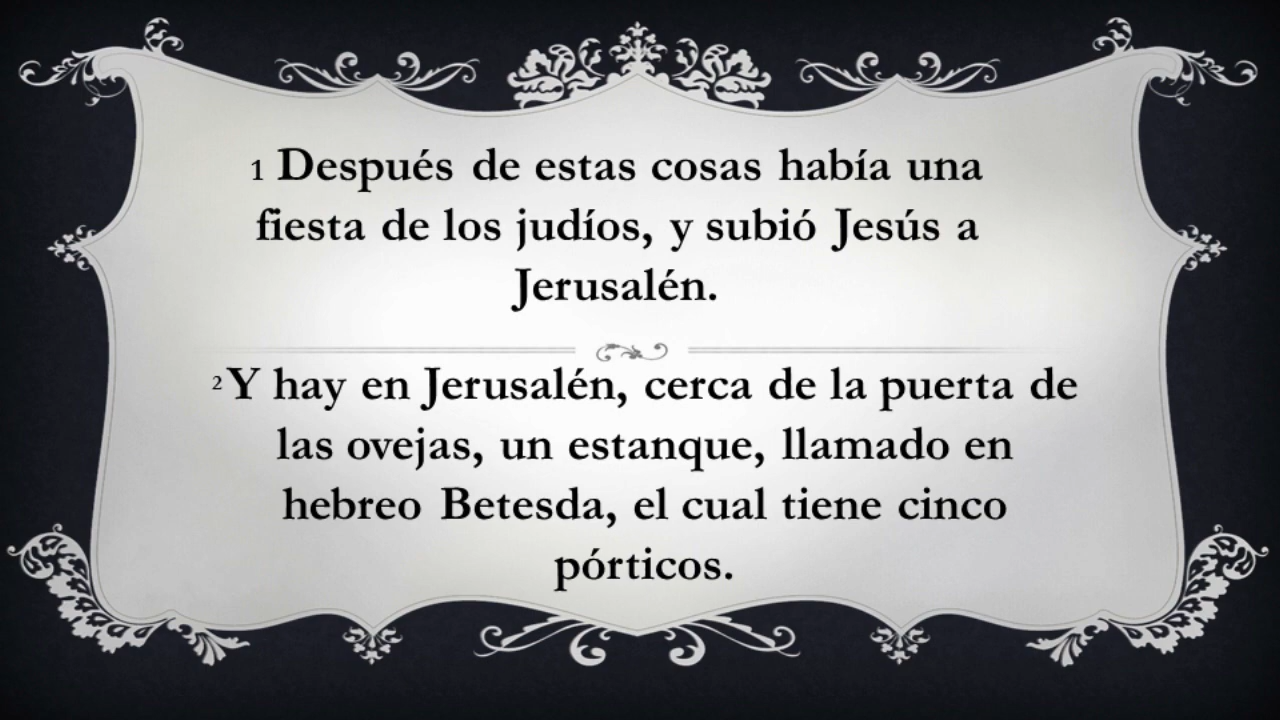 1 Después de estas cosas había una
fiesta de los judíos, y subió Jesús a
Jerusalén.
2 Y hay en Jerusalén, cerca de la puerta de
las ovejas, un estanque, llamado en
hebreo Betesda, el cual tiene cinco
pórticos.